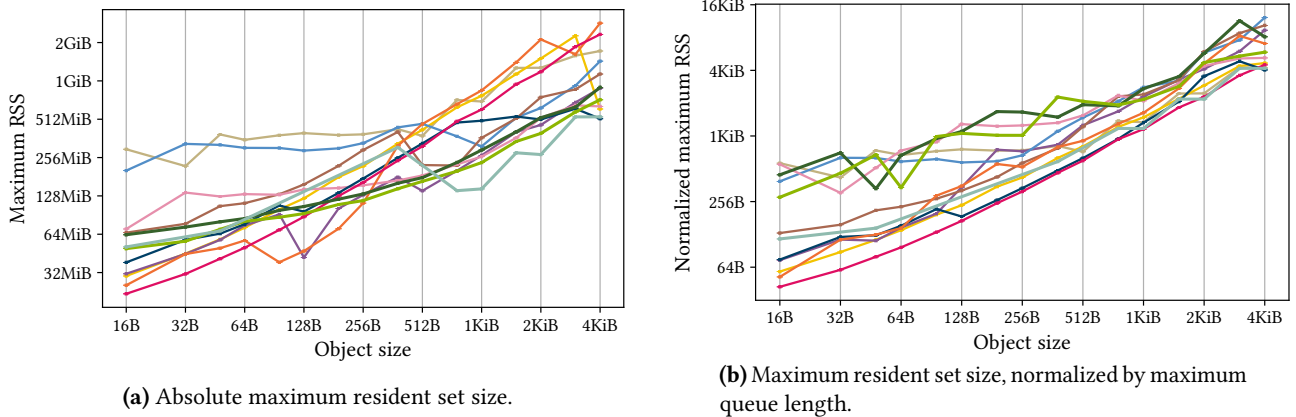 2GiB
1GiB
512MiB
256MiB
128MiB
64MiB
32MiB
Maximum RSS
16B 32B 64B 128B 256B 512B 1KiB 2KiB 4KiB
Object size
(a) Absolute maximum resident set size.
16KiB
4KiB
1KiB
256B
64B
Normalized maximum RSS
16B 32B 64B 128B 256B 512B 1KiB 2KiB 4KiB
Object size
(b) Maximum resident set size, normalized by maximum
queue length.